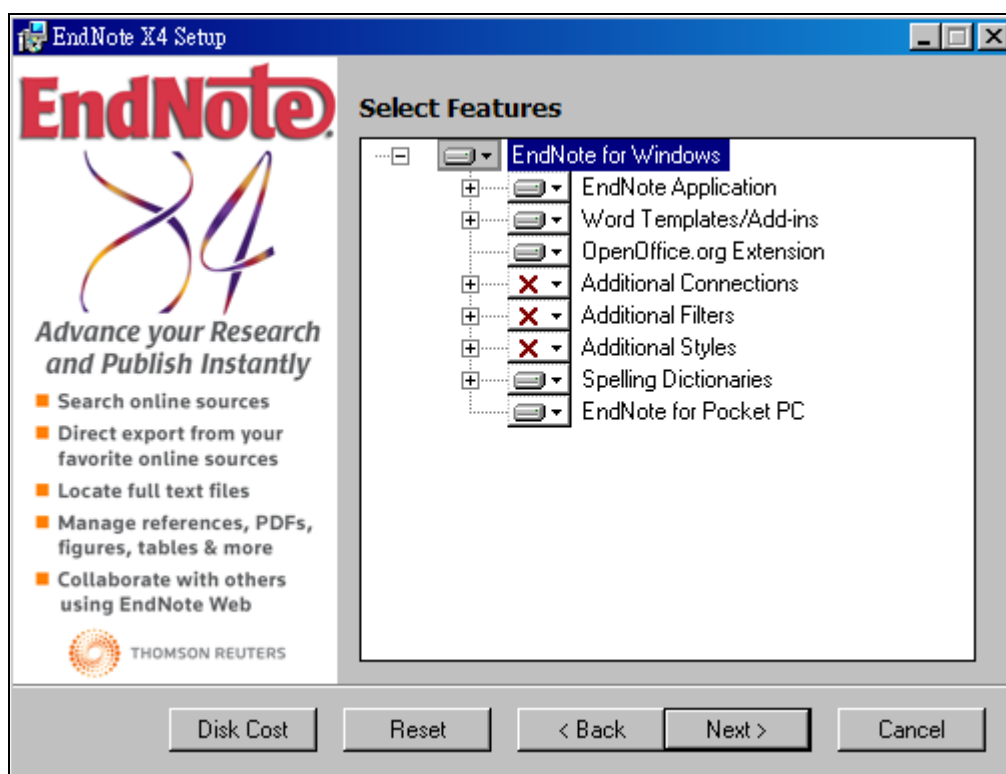 EndNote X4 Setup
EndNote
X4
Advance your Research
and Publish Instantly
Search online sources
Direct export from your
favorite online sources
Locate full text files
Manage references, PDFs,
figures, tables & more
Collaborate with others
using EndNote Web
THOMSON REUTERS
Select Features
EndNote for Windows
EndNote Application
Word Templates/Add-ins
OpenOffice.org Extension
Additional Connections
Additional Filters
Additional Styles
Spelling Dictionaries
EndNote for Pocket PC
Disk Cost
Reset
< Back
Next >
Cancel